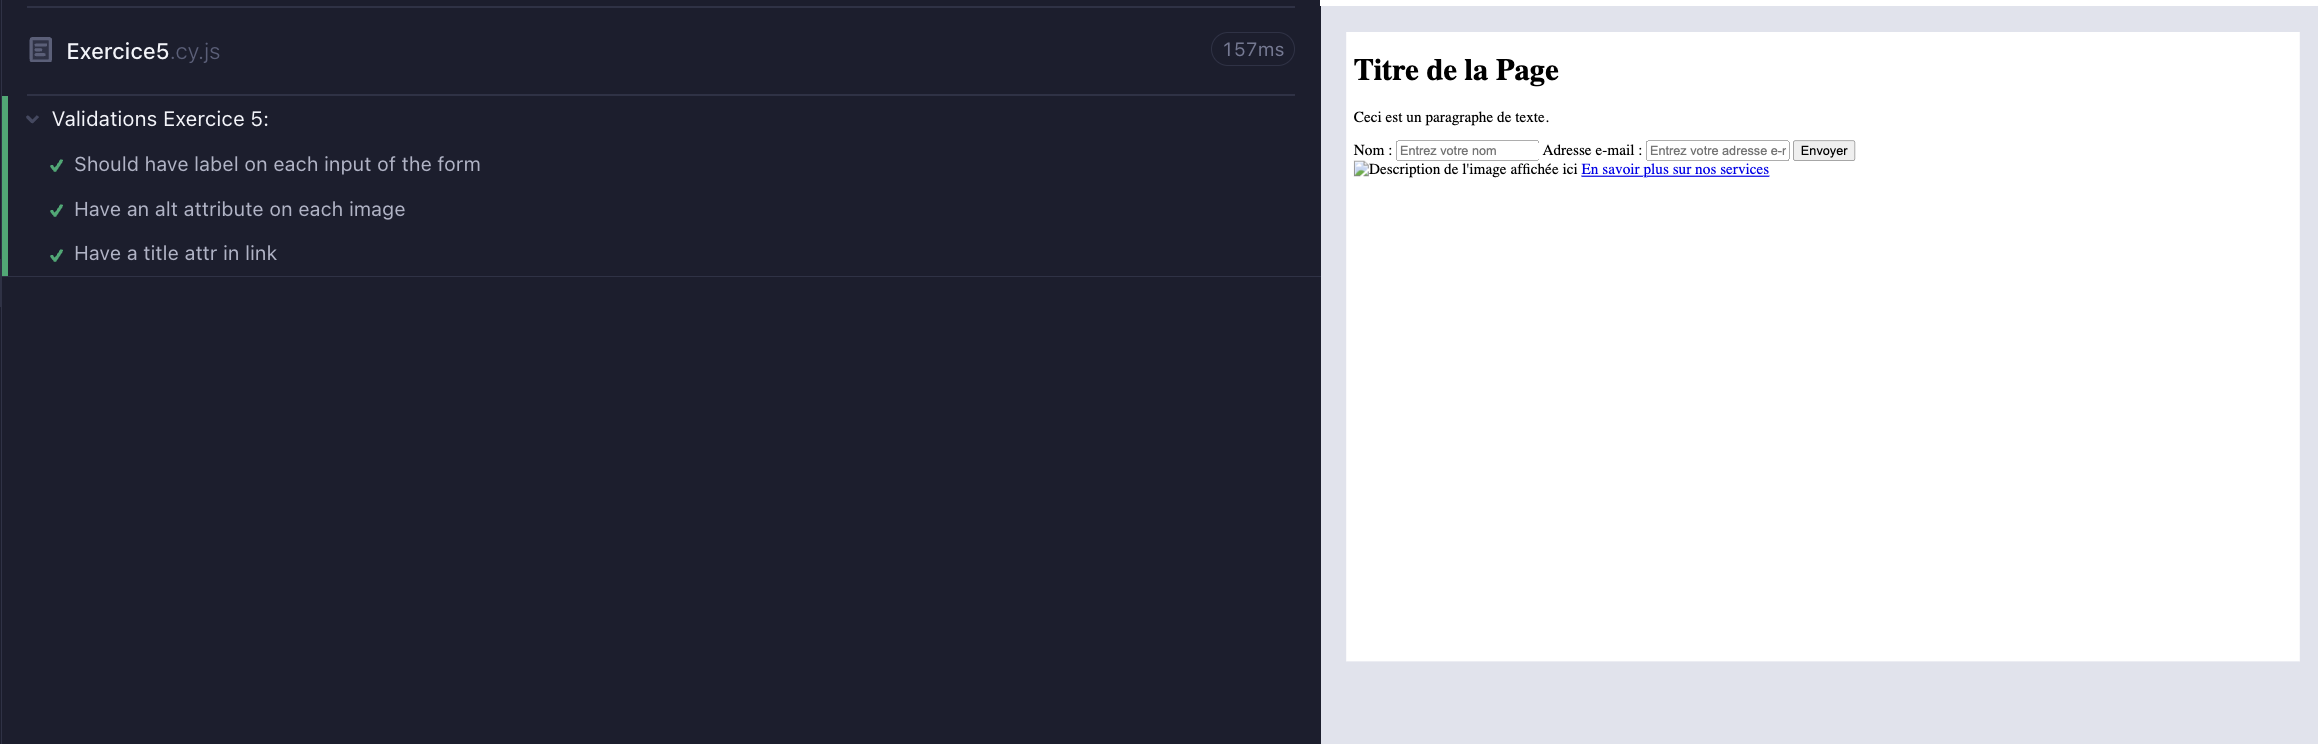 Exercice5.cy.js
157ms
Validations Exercice 5:
Should have label on each input of the form
Have an alt attribute on each image
Have a title attr in link
Titre de la Page
Ceci est un paragraphe de texte.
Nom : Entrez votre nom Adresse e-mail : Entrez votre adresse e-r Envoyer
Description de l'image affichée ici En savoir plus sur nos services